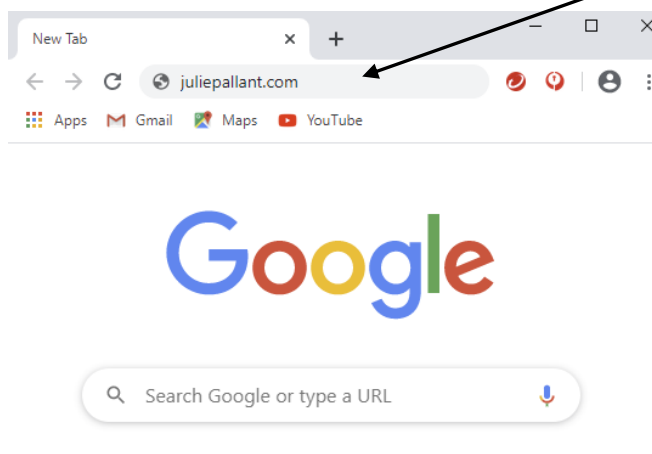 New Tab
juliepallant.com
Apps Gmail Maps YouTube
Google
Search Google or type a URL